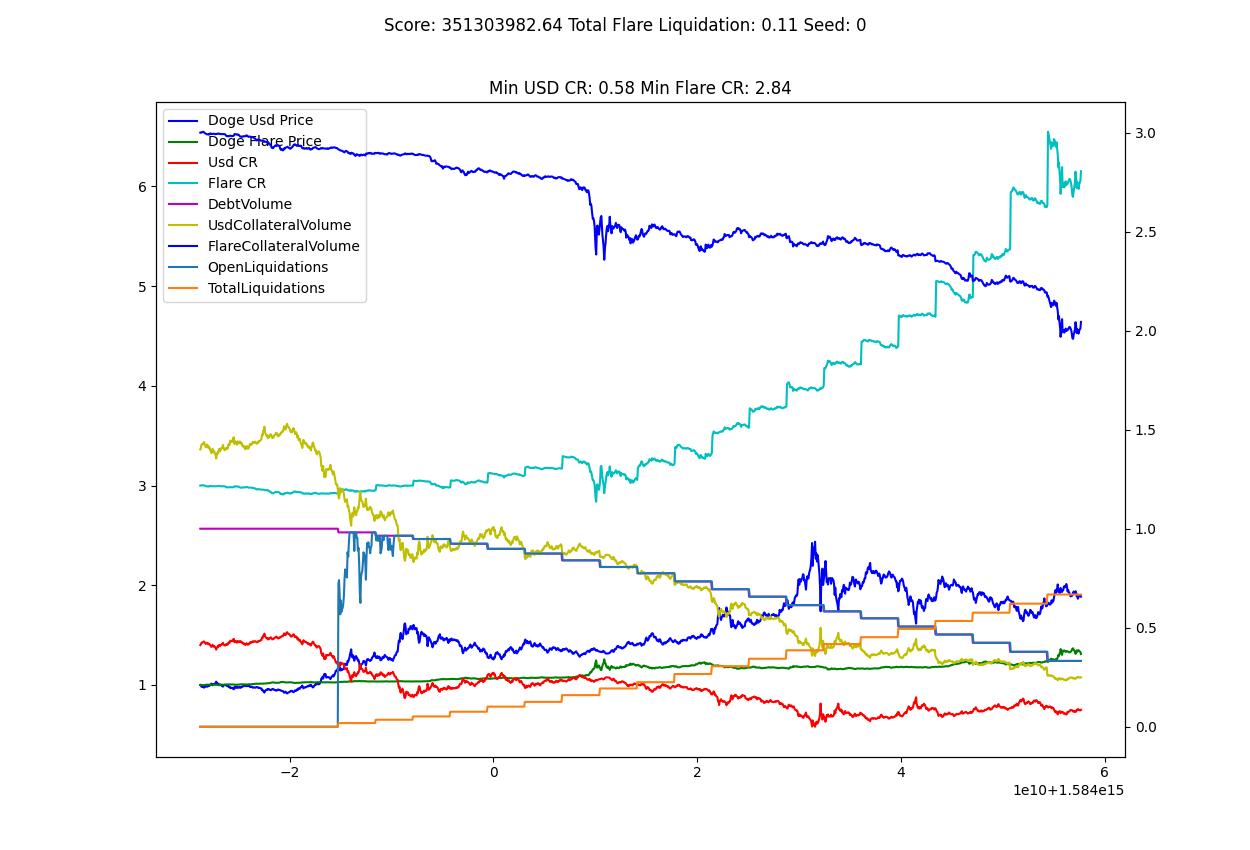 Score: 351303982.64 Total Flare Liquidation: 0.11 Seed: 0
Min USD CR: 0.58 Min Flare CR: 2.84
Doge Usd Price
Doge Flare Price
Usd CR
Flare CR
DebtVolume
UsdCollateralVolume
FlareCollateralVolume
OpenLiquidations
TotalLiquidations
6
5
4
3
2
1
3.0
2.5
2.0
1.5
1.0
0.5
0.0
−2
0
2
4
6
1e10+1.584e15